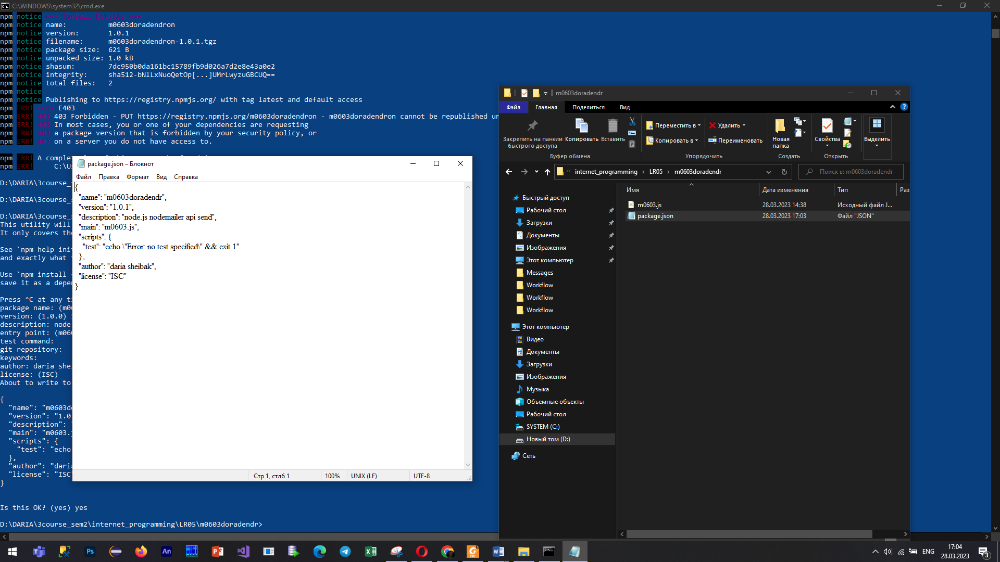 C:\WINDOWS\system32\cmd.exe
npm notice === Tarball Details ===
npm notice name: m0603doradendron
npm notice version: 1.0.1
npm notice filename: m0603doradendron-1.0.1.tgz
npm notice package size: 621 B
npm notice unpacked size: 1.0 kB
npm notice shasum: 7dc950b0da161bc15789fb9d026a7d2e8e43a0e2
npm notice integrity: sha512-bNlLxNuoQetOp[...]UMrLwyzuGBCUQ==
npm notice total files: 2
npm notice
npm notice Publishing to https://registry.npmjs.org/ with tag latest and default access
npm ERR! code E403
npm ERR! 403 403 Forbidden - PUT https://registry.npmjs.org/m0603doradendron - m0603doradendron cannot be republished un
npm ERR! 403 In most cases, you or one of your dependencies are requesting
npm ERR! 403 a package version that is forbidden by your security policy, or
npm ERR! 403 on a server you do not have access to.
npm ERR! A complet
npm ERR! C:\Us
D:\DARIA\3course_s
D:\DARIA\3course_s
D:\DARIA\3course_s
This utility will
It only covers the
See `npm help init
and exactly what t
Use `npm install
save it as a depen
Press ^C at any ti
package name: (m06
version: (1.0.0) 1
description: node
entry point: (m060
test command:
git repository:
keywords:
author: daria shei
license: (ISC)
About to write to
{
"name": "m0603do
"version": "1.0
"description": "
"main": "m0603.j
"scripts": {
"test": "echo
},
"author": "daria
"license": "ISC"
}
Is this OK? (yes) yes
D:\DARIA\3course_sem2\internet_programming\LR05\m0603doradendr>
package.json – Блокнот
Файл Правка Формат Вид Справка
{
"name": "m0603doradendr",
"version": "1.0.1",
"description": "node.js nodemailer api send",
"main": "m0603.js",
"scripts": {
"test": "echo \"Error: no test specified\" && exit 1"
},
"author": "daria sheibak",
"license": "ISC"
}
Стр 1, стлб 1 100% UNIX (LF) UTF-8
m0603doradendr
Файл Главная Поделиться Вид
Закрепить на панели быстрого доступа
Копировать
Вставить
Переместить в
Копировать в
Удалить
Переименовать
Новая папка
Свойства
Выделить
Буфер обмена Упорядочить Создать Открыть
« internet_programming › LR05 › m0603doradendr
Поиск в: m0603doradendr
Имя Дата изменения Тип Раз
m0603.js 28.03.2023 14:38 Исходный файл J...
package.json 28.03.2023 17:03 Файл "JSON"
Быстрый доступ
Рабочий стол
Загрузки
Документы
Изображения
Этот компьютер
Messages
Workflow
Workflow
Workflow
Этот компьютер
Видео
Документы
Загрузки
Изображения
Музыка
Объемные объекты
Рабочий стол
SYSTEM (C:)
Новый том (D:)
Сеть
Ps
An
ENG
17:04
28.03.2023
3